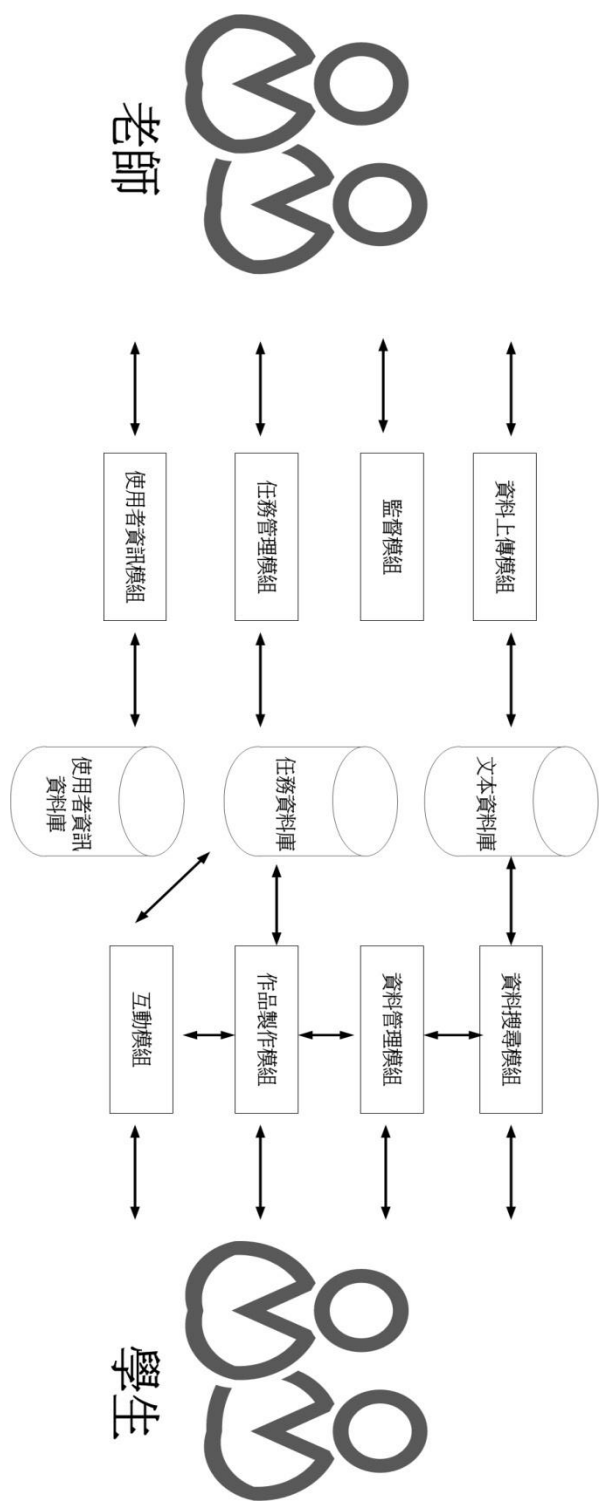 資料上傳模組
文本資料庫
資料搜尋模組
監督模組
資料管理模組
任務管理模組
任務資料庫
作品製作模組
使用者資訊模組
使用者資訊
資料庫
互動模組
老師
學生